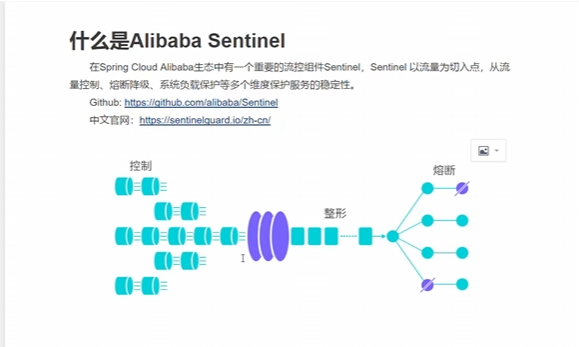 什么是Alibaba Sentinel
在Spring Cloud Alibaba生态中有一个重要的流控组件Sentinel，Sentinel 以流量为切入点，从流
量控制、熔断降级、系统负载保护等多个维度保护服务的稳定性。
Github: https://github.com/alibaba/Sentinel
中文官网：https://sentinelguard.io/zh-cn/
控制
整形
熔断